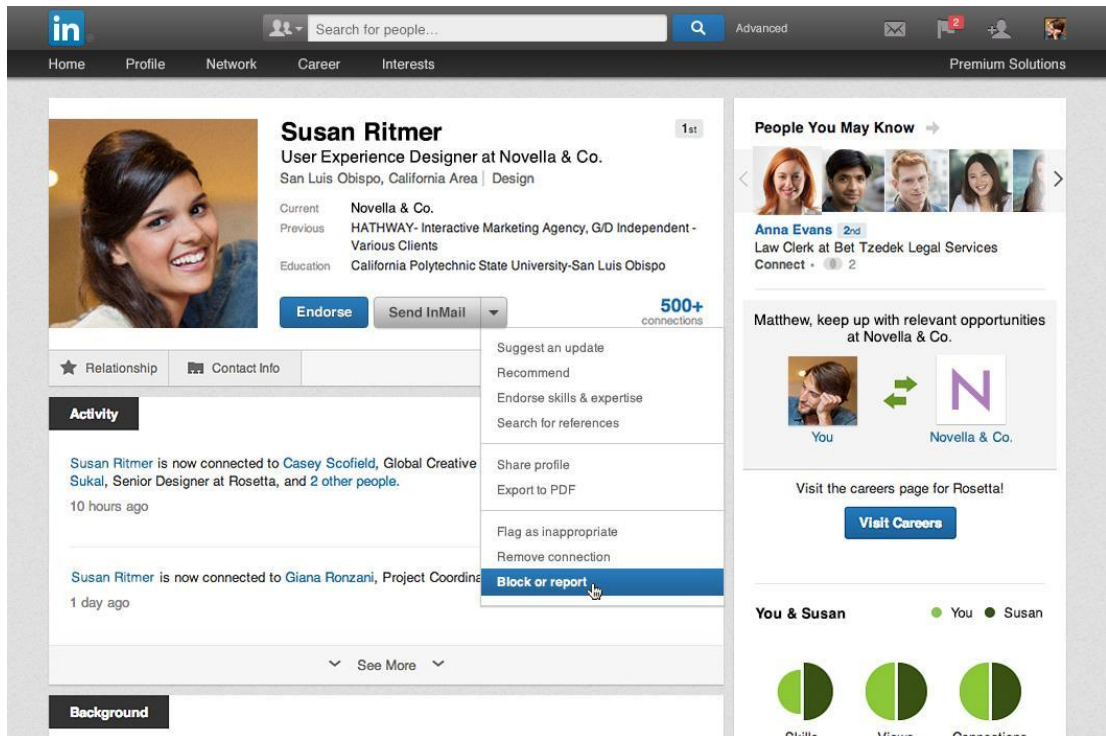 in
Search for people...
Advanced
2
Home Profile Network Career Interests Premium Solutions
Susan Ritmer
1st
User Experience Designer at Novella & Co.
San Luis Obispo, California Area | Design
Current Novella & Co.
Previous HATHWAY- Interactive Marketing Agency, G/D Independent -
Various Clients
Education California Polytechnic State University-San Luis Obispo
Endorse
Send InMail
500+
connections
Suggest an update
Recommend
Endorse skills & expertise
Search for references
Share profile
Export to PDF
Flag as inappropriate
Remove connection
Block or report
Relationship
Contact Info
Activity
Susan Ritmer is now connected to Casey Scofield, Global Creative
Sukal, Senior Designer at Rosetta, and 2 other people.
10 hours ago
Susan Ritmer is now connected to Giana Ronzani, Project Coordina
1 day ago
See More
Background
People You May Know
Anna Evans 2nd
Law Clerk at Bet Tzedek Legal Services
Connect • 2
Matthew, keep up with relevant opportunities
at Novella & Co.
N
You
Novella & Co.
Visit the careers page for Rosetta!
Visit Careers
You & Susan
You Susan
Skills Views Connections